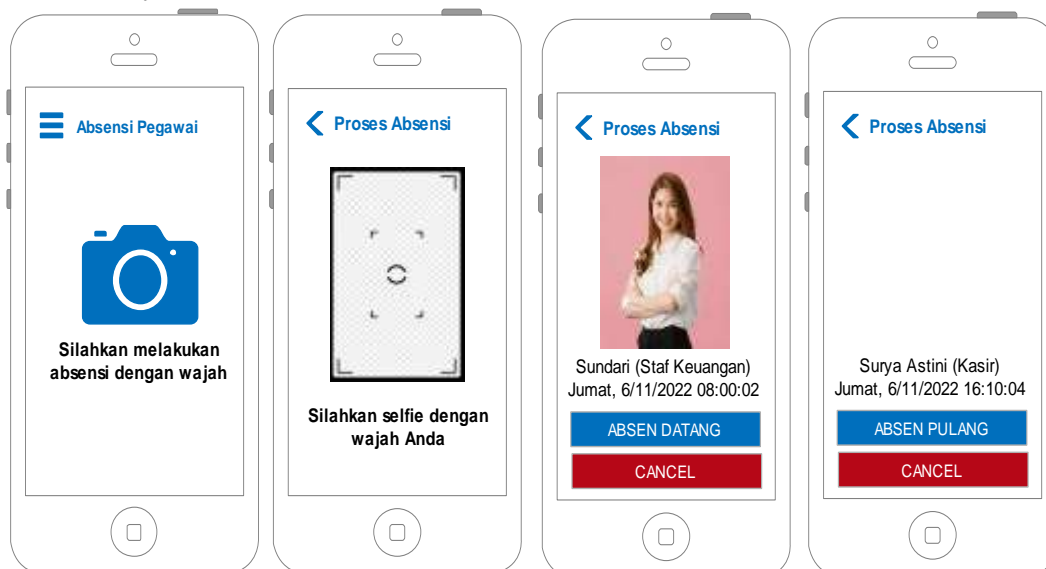 Absensi Pegawai
Silahkan melakukan
absensi dengan wajah
Proses Absensi
Silahkan selfie dengan
wajah Anda
Proses Absensi
Sundari (Staf Keuangan)
Jumat, 6/11/2022 08:00:02
ABSEN DATANG
CANCEL
Proses Absensi
Surya Astini (Kasir)
Jumat, 6/11/2022 16:10:04
ABSEN PULANG
CANCEL